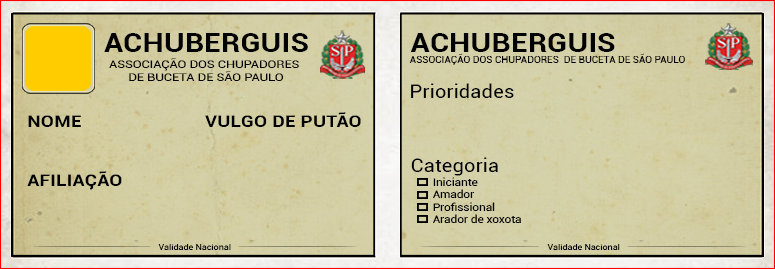 ACHUBERGUIS
ASSOCIAÇÃO DOS CHUPADORES
DE BUCETA DE SÃO PAULO
SP
NOME
VULGO DE PUTÃO
AFILIAÇÃO
Validade Nacional
ACHUBERGUIS
ASSOCIAÇÃO DOS CHUPADORES DE BUCETA DE SÃO PAULO
SP
Prioridades
Categoria
Iniciante
Amador
Profissional
Arador de xoxota
Validade Nacional